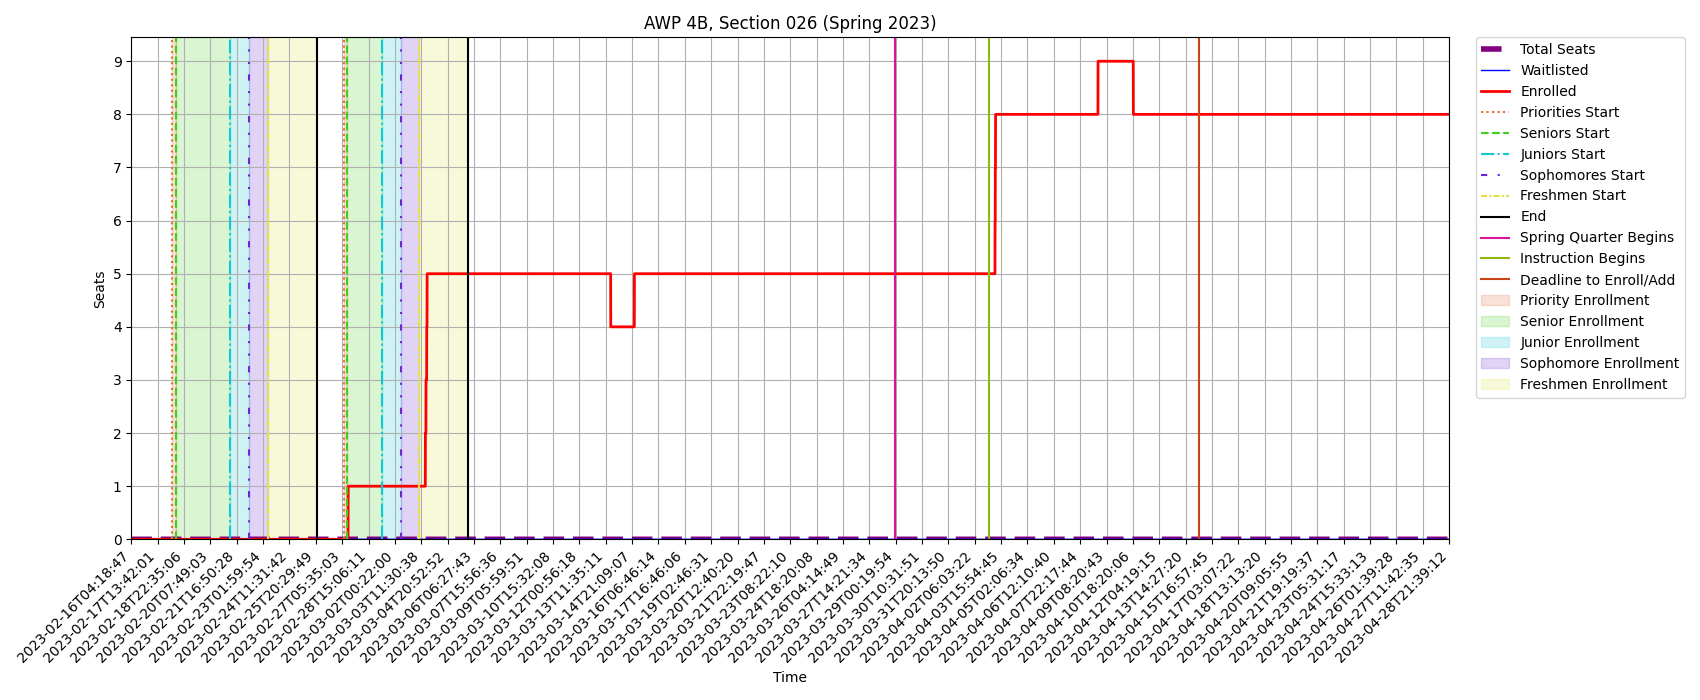 AWP 4B, Section 026 (Spring 2023)
Seats
9
8
7
6
5
4
3
2
1
0
2023-02-16T04:18:47
2023-02-17T13:42:01
2023-02-18T22:35:06
2023-02-20T07:49:03
2023-02-21T16:50:28
2023-02-23T01:59:54
2023-02-24T11:31:42
2023-02-25T20:29:49
2023-02-27T05:35:03
2023-02-28T15:06:11
2023-03-02T00:22:00
2023-03-03T11:30:38
2023-03-04T20:52:52
2023-03-06T06:27:43
2023-03-07T15:56:36
2023-03-09T05:59:51
2023-03-10T15:32:08
2023-03-12T00:56:18
2023-03-13T11:35:11
2023-03-14T21:09:07
2023-03-16T06:46:14
2023-03-17T16:46:06
2023-03-19T02:46:31
2023-03-20T12:40:20
2023-03-21T22:19:47
2023-03-23T08:22:10
2023-03-24T18:20:08
2023-03-26T04:14:49
2023-03-27T14:21:34
2023-03-29T00:19:54
2023-03-30T10:31:51
2023-03-31T20:13:50
2023-04-02T06:03:22
2023-04-03T15:54:45
2023-04-05T02:06:34
2023-04-06T12:10:40
2023-04-07T22:17:44
2023-04-09T08:20:43
2023-04-10T18:20:06
2023-04-12T04:19:15
2023-04-13T14:27:20
2023-04-15T16:57:45
2023-04-17T03:07:22
2023-04-18T13:13:20
2023-04-20T09:05:55
2023-04-21T19:19:37
2023-04-23T05:31:17
2023-04-24T15:33:13
2023-04-26T01:39:28
2023-04-27T11:42:35
2023-04-28T21:39:12
Time
Total Seats
Waitlisted
Enrolled
Priorities Start
Seniors Start
Juniors Start
Sophomores Start
Freshmen Start
End
Spring Quarter Begins
Instruction Begins
Deadline to Enroll/Add
Priority Enrollment
Senior Enrollment
Junior Enrollment
Sophomore Enrollment
Freshmen Enrollment